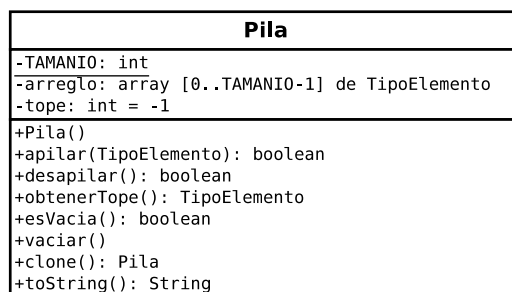 Pila
-TAMANIO: int
-arreglo: array [0..TAMANIO-1] de TipoElemento
-tope: int = -1
+Pila()
+apilar(TipoElemento): boolean
+desapilar(): boolean
+obtenerTope(): TipoElemento
+esVacia(): boolean
+vaciar()
+clone(): Pila
+toString(): String